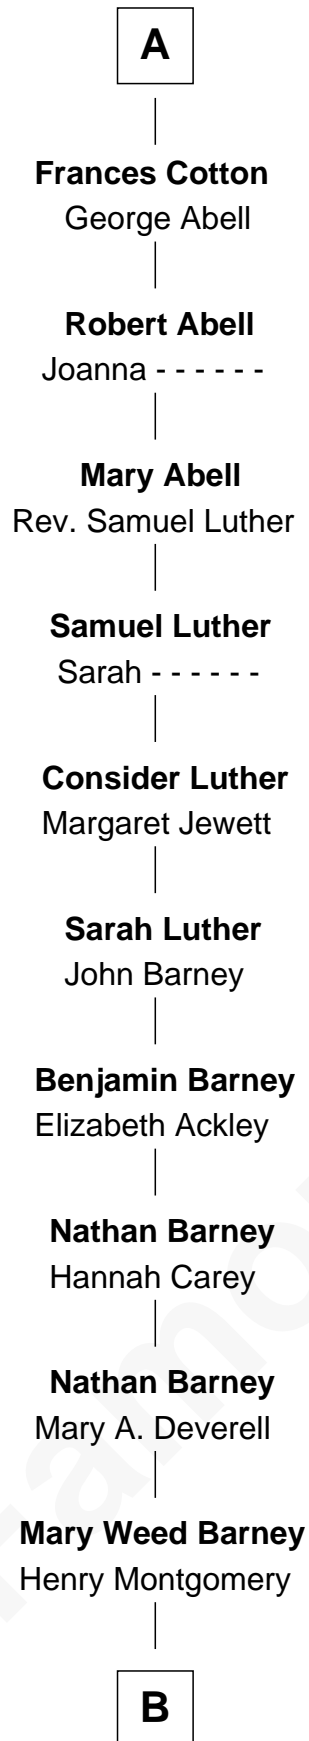 A
Frances Cotton
George Abell
Robert Abell
Joanna - - - - - -
Mary Abell
Rev. Samuel Luther
Samuel Luther
Sarah - - - - - -
Consider Luther
Margaret Jewett
Sarah Luther
John Barney
Benjamin Barney
Elizabeth Ackley
Nathan Barney
Hannah Carey
Nathan Barney
Mary A. Deverell
Mary Weed Barney
Henry Montgomery
B